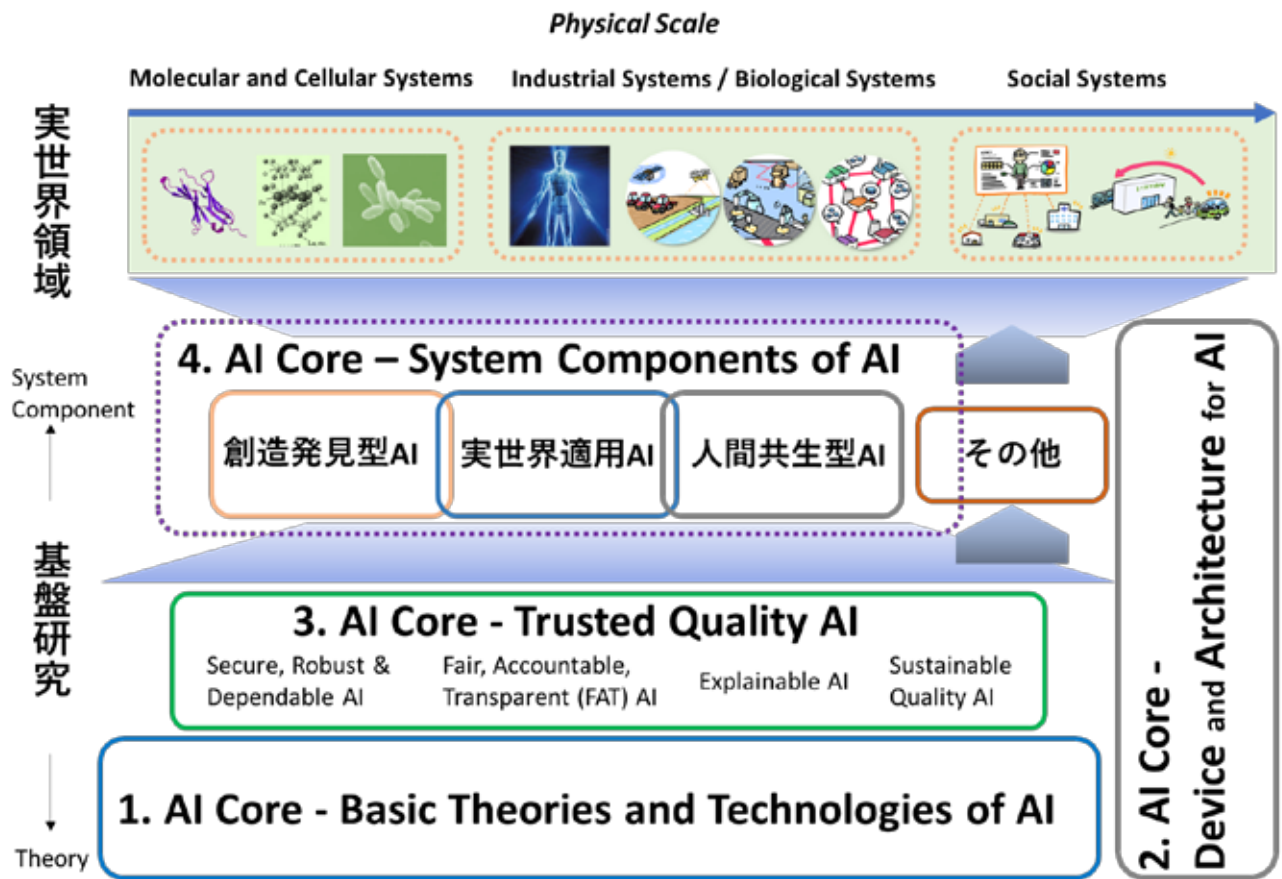 Physical Scale
Molecular and Cellular Systems
Industrial Systems / Biological Systems
Social Systems
実世界領域
4. AI Core – System Components of AI
System
Component
創造発見型AI
実世界適用AI
人間共生型AI
その他
基盤研究
3. AI Core - Trusted Quality AI
Secure, Robust &
Dependable AI
Fair, Accountable,
Transparent (FAT) AI
Explainable AI
Sustainable
Quality AI
1. AI Core - Basic Theories and Technologies of AI
Theory
2. AI Core -
Device and Architecture for AI